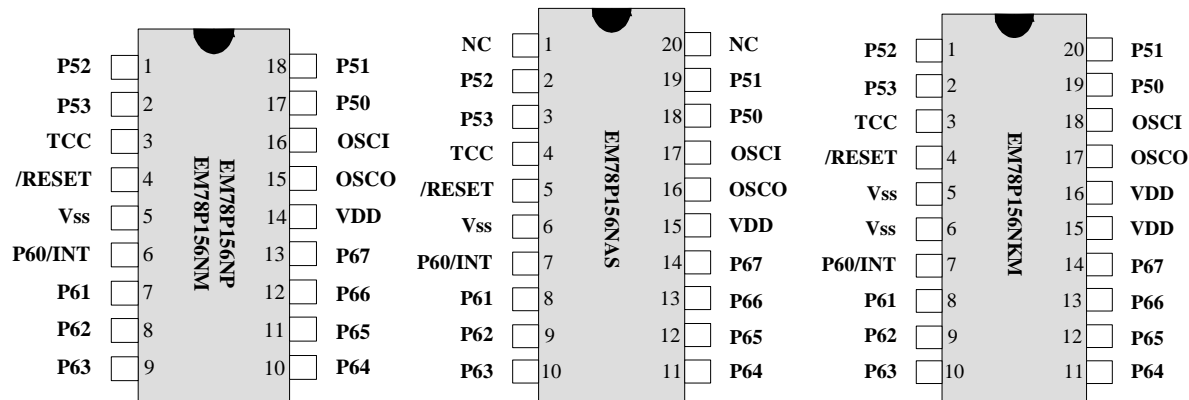 P52 1 18 P51
P53 2 17 P50
TCC 3 16 OSCI
/RESET 4 15 OSCO
Vss 5 14 VDD
P60/INT 6 13 P67
P61 7 12 P66
P62 8 11 P65
P63 9 10 P64
EM78P156NP
EM78P156NM
NC 1 20 NC
P52 2 19 P51
P53 3 18 P50
TCC 4 17 OSCI
/RESET 5 16 OSCO
Vss 6 15 VDD
P60/INT 7 14 P67
P61 8 13 P66
P62 9 12 P65
P63 10 11 P64
EM78P156NAS
P52 1 20 P51
P53 2 19 P50
TCC 3 18 OSCI
/RESET 4 17 OSCO
Vss 5 16 VDD
Vss 6 15 VDD
P60/INT 7 14 P67
P61 8 13 P66
P62 9 12 P65
P63 10 11 P64
EM78P156NKM